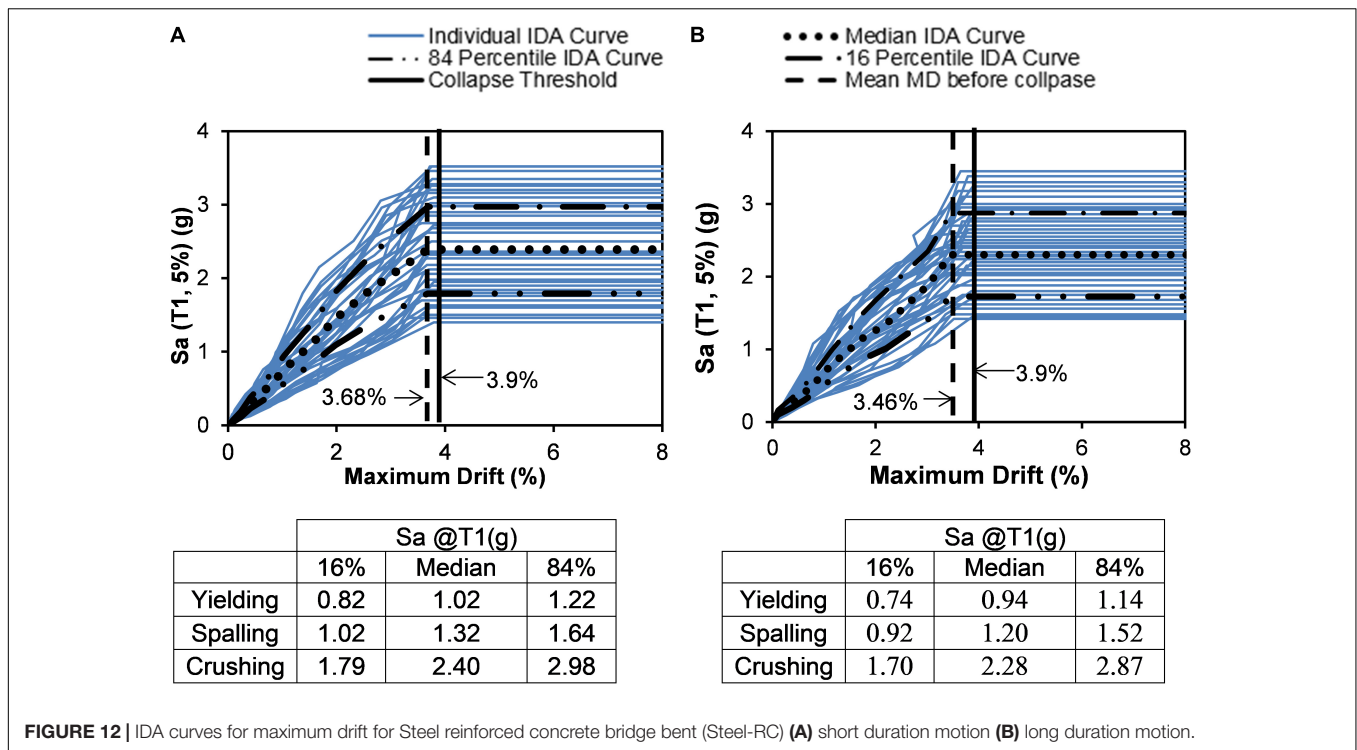 A
Individual IDA Curve
84 Percentile IDA Curve
Collapse Threshold
B
Median IDA Curve
16 Percentile IDA Curve
Mean MD before collpase
Sa (T1, 5%) (g)
4
3
2
1
0
3.68%
3.9%
0 2 4 6 8
Maximum Drift (%)
Sa (T1, 5%) (g)
4
3
2
1
0
3.46%
3.9%
0 2 4 6 8
Maximum Drift (%)
Sa @T1(g)
16% Median 84%
Yielding 0.82 1.02 1.22
Spalling 1.02 1.32 1.64
Crushing 1.79 2.40 2.98
Sa @T1(g)
16% Median 84%
Yielding 0.74 0.94 1.14
Spalling 0.92 1.20 1.52
Crushing 1.70 2.28 2.87
FIGURE 12 | IDA curves for maximum drift for Steel reinforced concrete bridge bent (Steel-RC) (A) short duration motion (B) long duration motion.